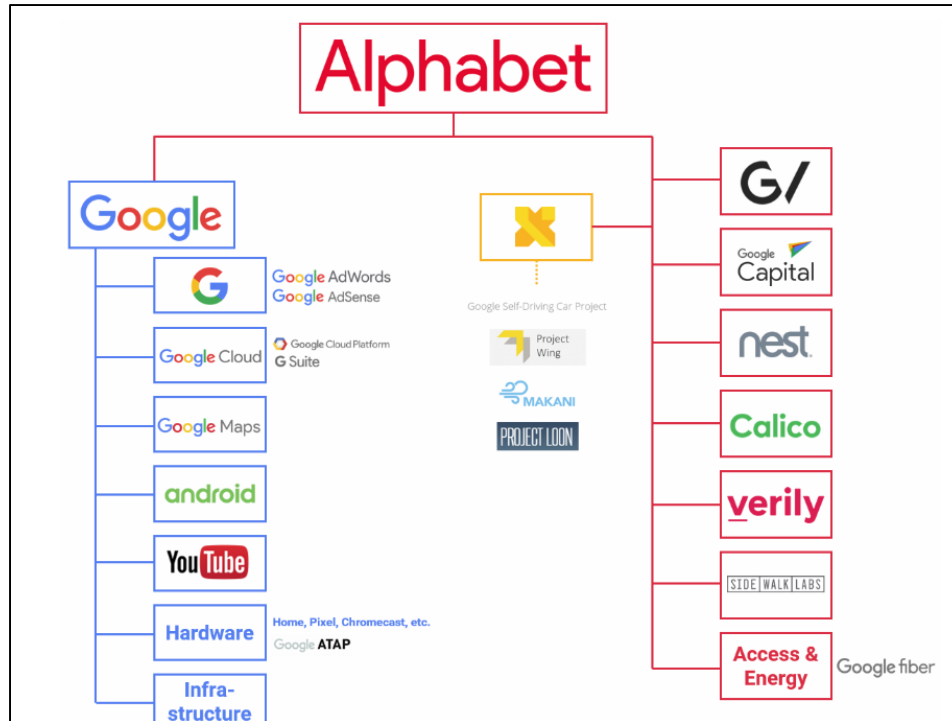 Alphabet
Google
Google AdWords
Google AdSense
Google Cloud
Google Cloud Platform
G Suite
Google Maps
android
YouTube
Hardware
Home, Pixel, Chromecast, etc.
Google ATAP
Infra-
structure
X
Google Self-Driving Car Project
Project
Wing
MAKANI
PROJECT LOON
G/
Google
Capital
nest
Calico
verily
SIDE WALK LABS
Access &
Energy
Google fiber